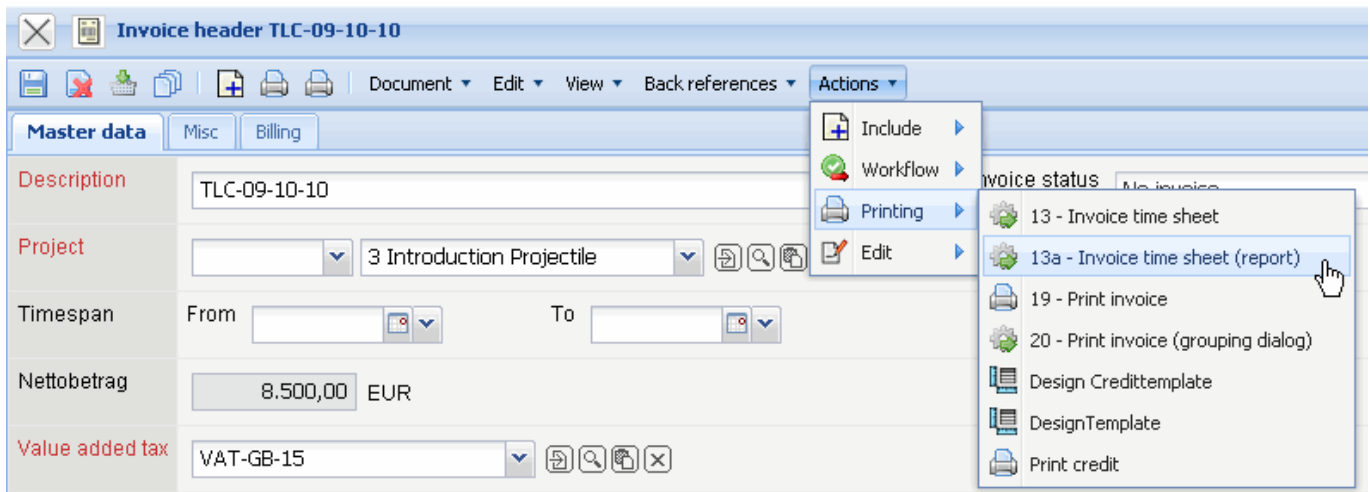 Invoice header TLC-09-10-10
Document Edit View Back references Actions
Master data Misc Billing
Include
Workflow
Printing
Edit
Description TLC-09-10-10
nvoice status No invoice
Project 3 Introduction Projectile
Timespan From To
Nettobetrag 8.500,00 EUR
Value added tax VAT-GB-15
13 - Invoice time sheet
13a - Invoice time sheet (report)
19 - Print invoice
20 - Print invoice (grouping dialog)
Design Credittemplate
DesignTemplate
Print credit